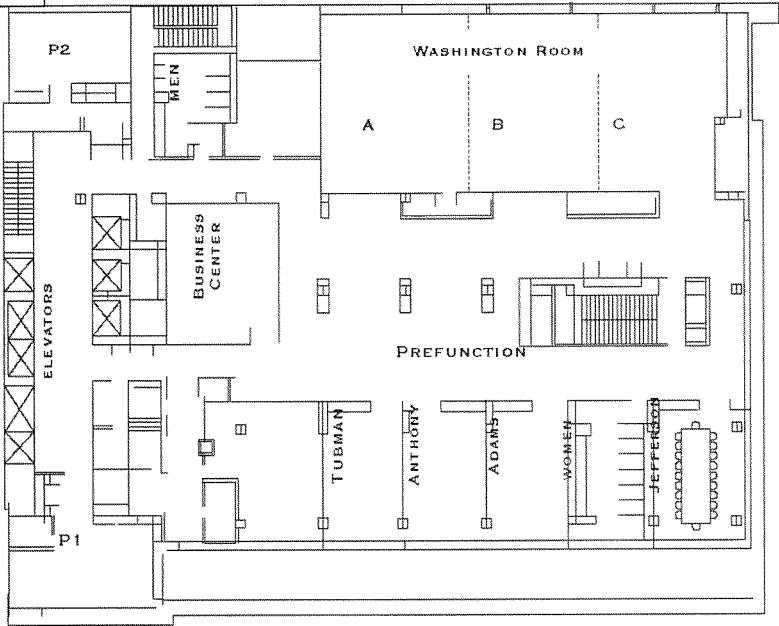 P2
MEN
WASHINGTON ROOM
A
B
C
BUSINESS
CENTER
ELEVATORS
PREFUNCTION
TUBMAN
ANTHONY
ADAMS
WOMEN
JEFFERSON
P1